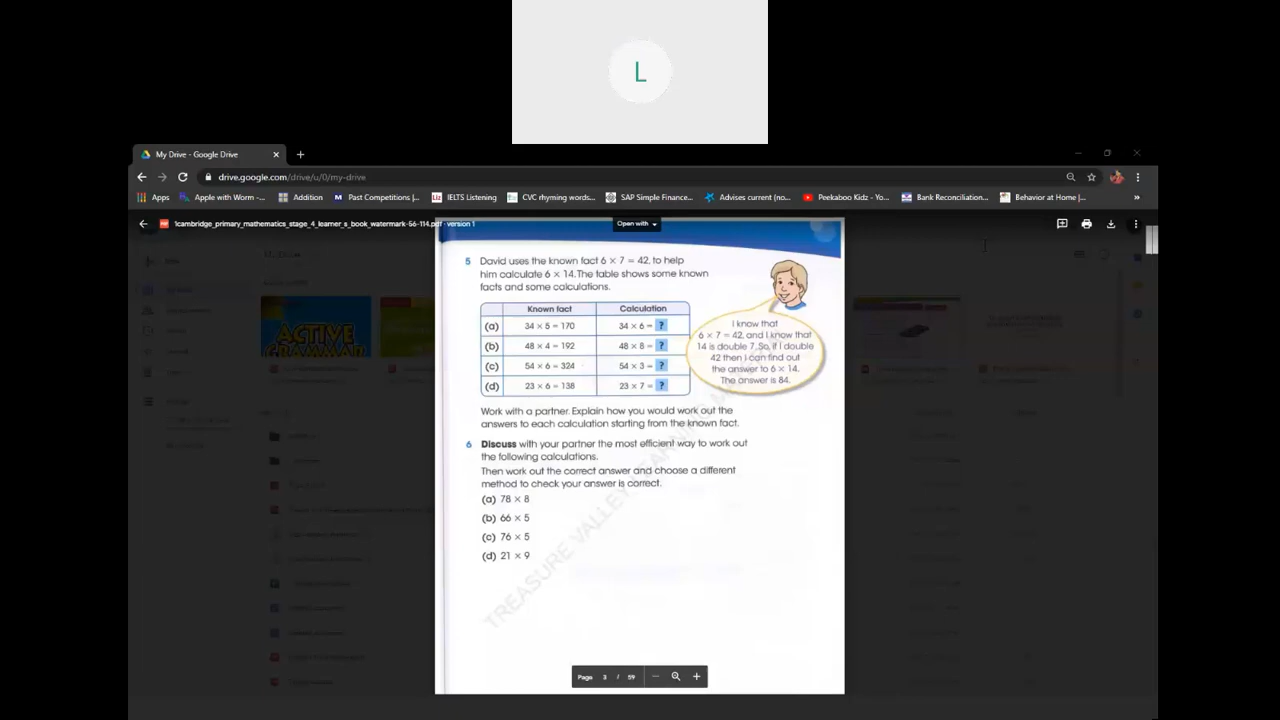 L
My Drive - Google Drive
drive.google.com/drive/u/0/my-drive
Apps
Apple with Worm -...
Addition
Past Competitions |...
IELTS Listening
CVC rhyming words...
SAP Simple Finance...
Advises current (no...
Peekaboo Kidz - Yo...
Bank Reconciliation...
Behavior at Home |...
»
1cambridge_primary_mathematics_stage_4_learner_s_book_watermark-56-114.pdf - version 1
Open with
5 David uses the known fact 6 × 7 = 42, to help
him calculate 6 × 14. The table shows some known
facts and some calculations.
Known fact Calculation
(a) 34 × 5 = 170 34 × 6 = ?
(b) 48 × 4 = 192 48 × 8 = ?
(c) 54 × 6 = 324 54 × 3 = ?
(d) 23 × 6 = 138 23 × 7 = ?
I know that
6 × 7 = 42, and I know that
14 is double 7. So, if I double
42 then I can find out
the answer to 6 × 14.
The answer is 84.
Work with a partner. Explain how you would work out the
answers to each calculation starting from the known fact.
6 Discuss with your partner the most efficient way to work out
the following calculations.
Then work out the correct answer and choose a different
method to check your answer is correct.
(a) 78 × 8
(b) 66 × 5
(c) 76 × 5
(d) 21 × 9
TREASURE VALLEY LEARNING
ACTIVE
GRAMMAR
Page 3 / 59